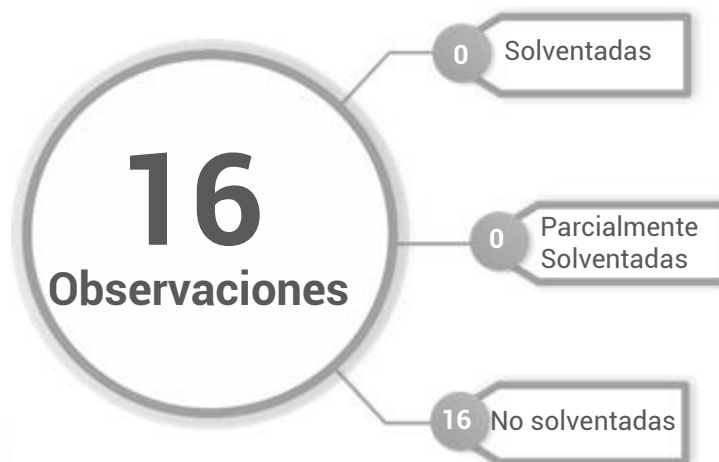 16
Observaciones
0
Solventadas
0
Parcialmente
Solventadas
16
No solventadas